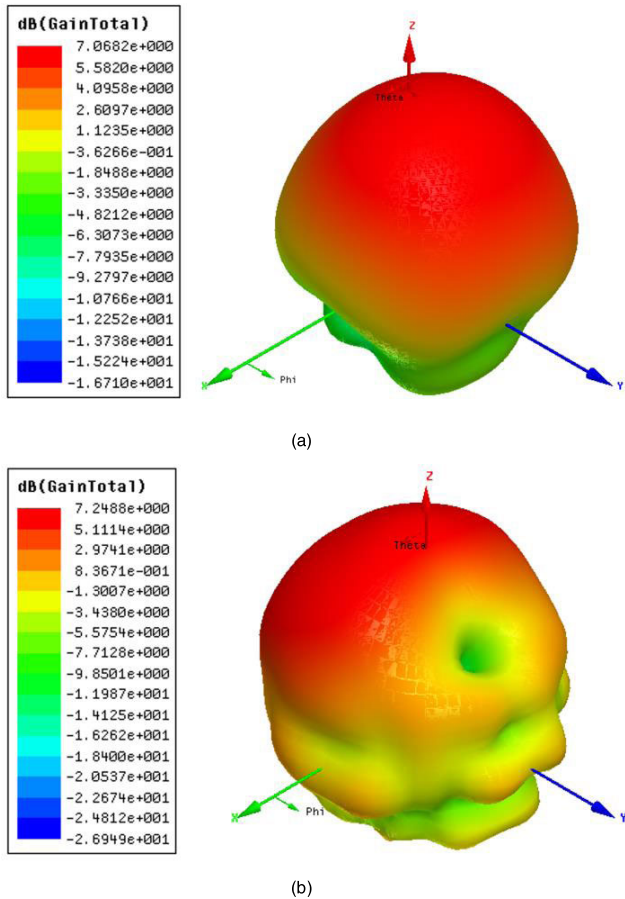 dB(GainTotal)
7.0682e+000
5.5820e+000
4.0958e+000
2.6097e+000
1.1235e+000
-3.6266e-001
-1.8488e+000
-3.3350e+000
-4.8212e+000
-6.3073e+000
-7.7935e+000
-9.2797e+000
-1.0766e+001
-1.2252e+001
-1.3738e+001
-1.5224e+001
-1.6710e+001
Z
Theta
X
Phi
Y
(a)
dB(GainTotal)
7.2488e+000
5.1114e+000
2.9741e+000
8.3671e-001
-1.3007e+000
-3.4380e+000
-5.5754e+000
-7.7128e+000
-9.8501e+000
-1.1987e+001
-1.4125e+001
-1.6262e+001
-1.8400e+001
-2.0537e+001
-2.2674e+001
-2.4812e+001
-2.6949e+001
Z
Theta
X
Phi
Y
(b)